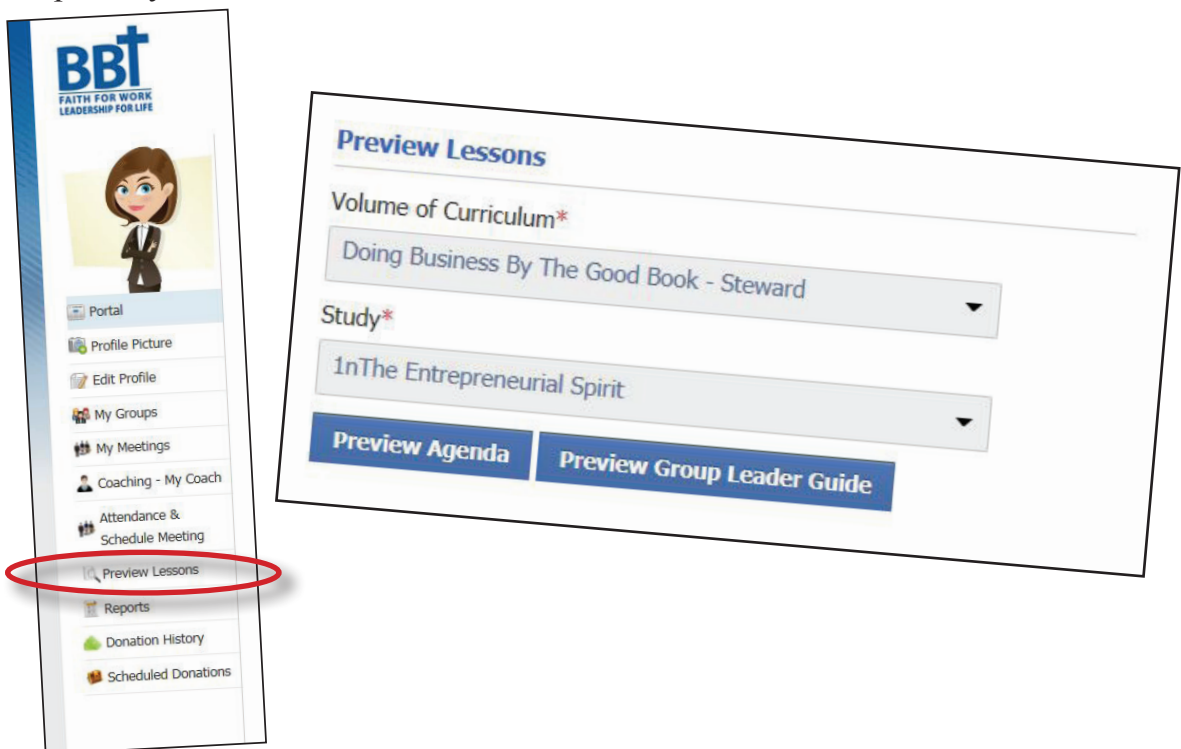 BBT
FAITH FOR WORK
LEADERSHIP FOR LIFE
Portal
Profile Picture
Edit Profile
My Groups
My Meetings
Coaching - My Coach
Attendance &
Schedule Meeting
Preview Lessons
Reports
Donation History
Scheduled Donations
Preview Lessons
Volume of Curriculum*
Doing Business By The Good Book - Steward
Study*
1nThe Entrepreneurial Spirit
Preview Agenda
Preview Group Leader Guide